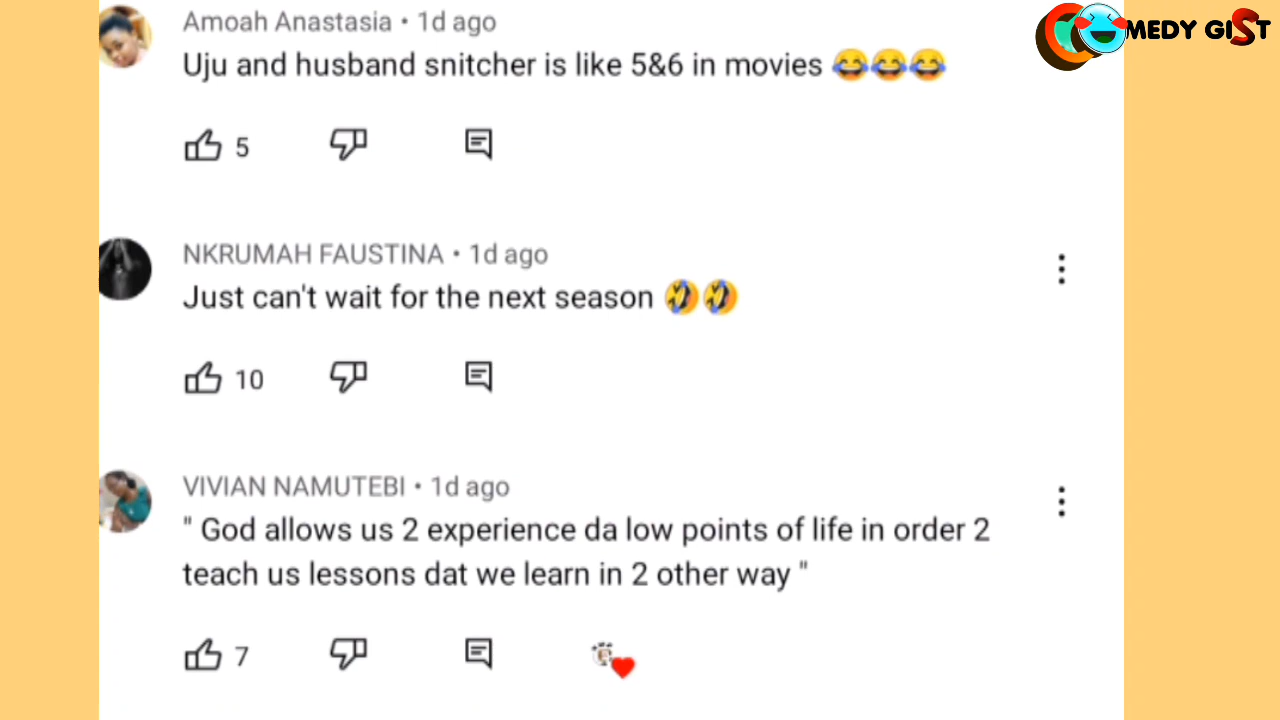 Amoah Anastasia • 1d ago
COMEDY GIST
Uju and husband snitcher is like 5&6 in movies 😂😂😂
5
NKRUMAH FAUSTINA • 1d ago
Just can't wait for the next season 🤣🤣
10
VIVIAN NAMUTEBI • 1d ago
" God allows us 2 experience da low points of life in order 2
teach us lessons dat we learn in 2 other way "
7